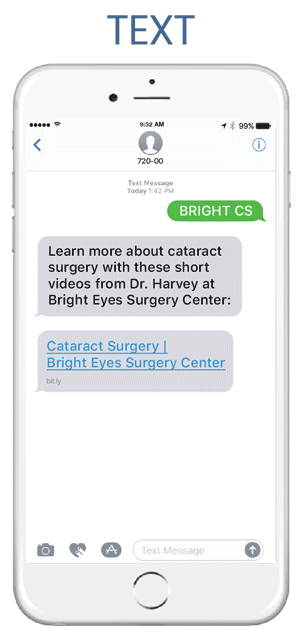 TEXT
9:32 AM
99%
720-00
Text Message
Today 1:42 PM
BRIGHT CS
Learn more about cataract
surgery with these short
videos from Dr. Harvey at
Bright Eyes Surgery Center:
Cataract Surgery |
Bright Eyes Surgery Center
bit.ly
Text Message